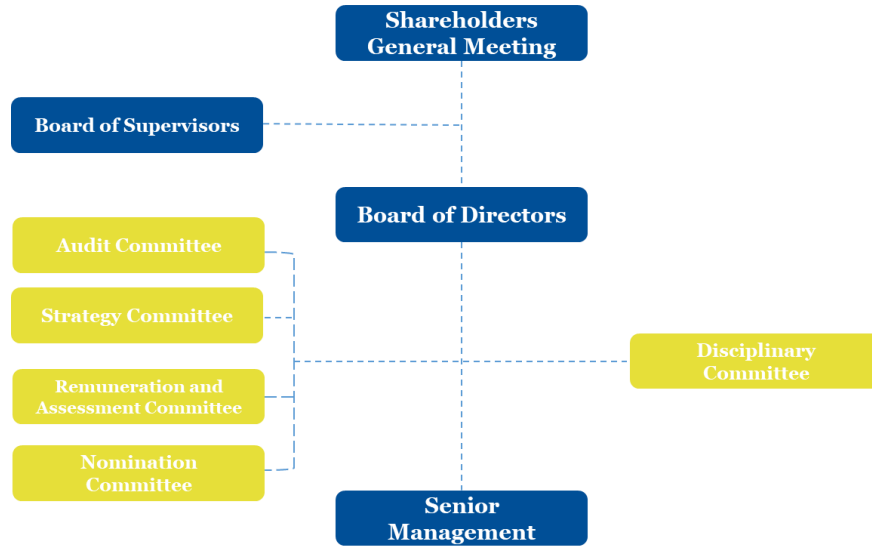 Shareholders
General Meeting
Board of Supervisors
Board of Directors
Audit Committee
Strategy Committee
Disciplinary
Committee
Remuneration and
Assessment Committee
Nomination
Committee
Senior
Management